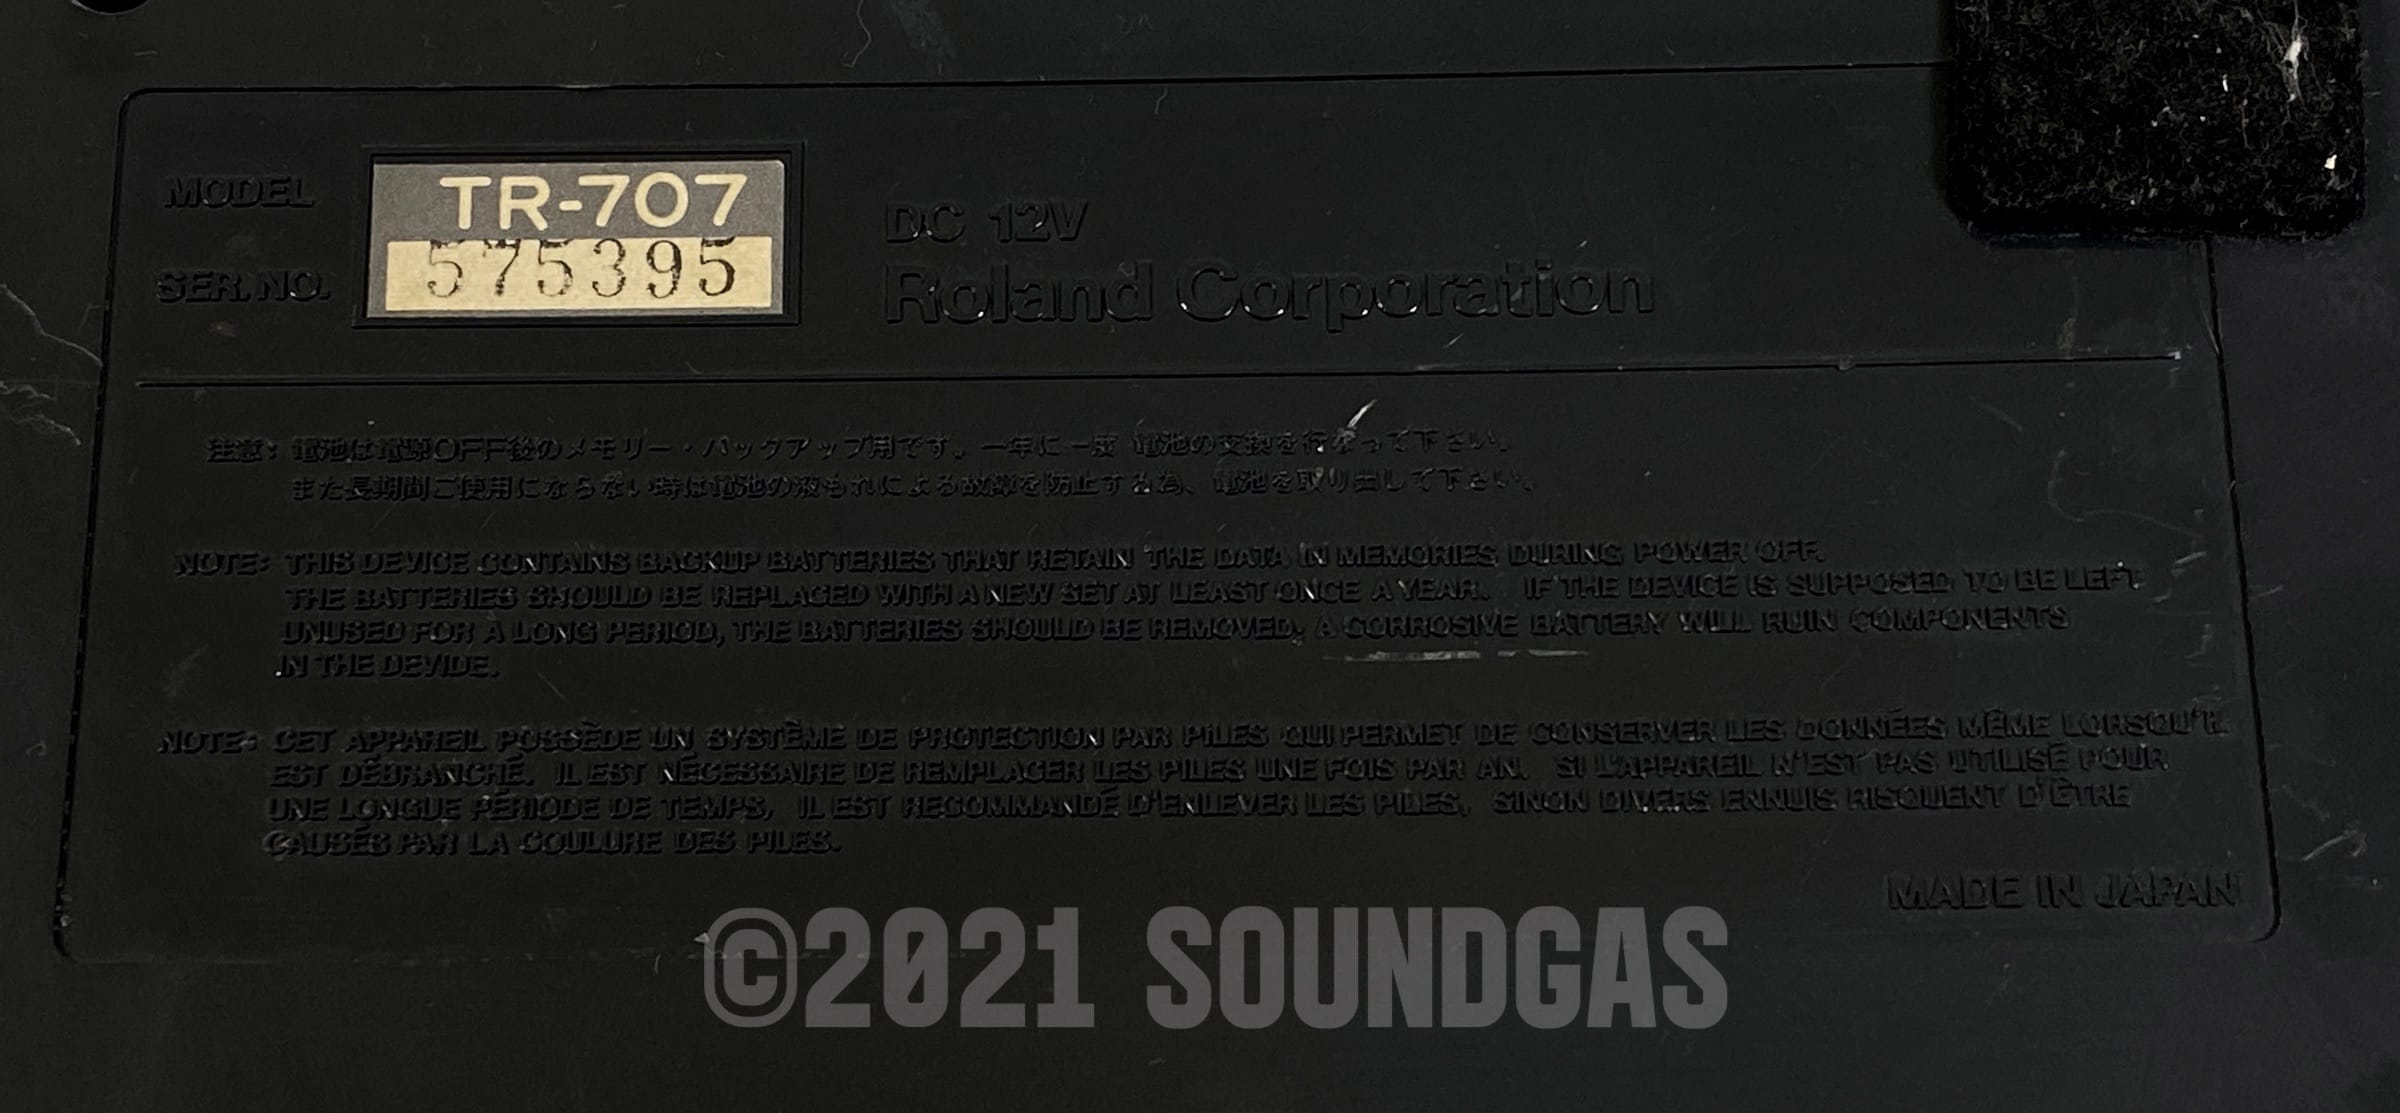 MODEL TR-707
SER.NO. 575395
DC 12V
Roland Corporation
注意: 電池は電源OFF後のメモリー・バックアップ用です。一年に一度 電池の交換を行なって下さい。
また長期間ご使用にならない時は電池の液もれによる故障を防止する為、電池を取り出して下さい。
NOTE: THIS DEVICE CONTAINS BACKUP BATTERIES THAT RETAIN THE DATA IN MEMORIES DURING POWER OFF.
THE BATTERIES SHOULD BE REPLACED WITH A NEW SET AT LEAST ONCE A YEAR. IF THE DEVICE IS SUPPOSED TO BE LEFT
UNUSED FOR A LONG PERIOD, THE BATTERIES SHOULD BE REMOVED, A CORROSIVE BATTERY WILL RUIN COMPONENTS
IN THE DEVIDE.
NOTE: CET APPAREIL POSSÈDE UN SYSTÈME DE PROTECTION PAR PILES QUI PERMET DE CONSERVER LES DONNÉES MÊME LORSQU'IL
EST DÉBRANCHÉ. IL EST NÉCESSAIRE DE REMPLACER LES PILES UNE FOIS PAR AN. SI L'APPAREIL N'EST PAS UTILISÉ POUR
UNE LONGUE PÉRIODE DE TEMPS, IL EST RECOMMANDÉ D'ENLEVER LES PILES, SINON DIVERS ENNUIS RISQUENT D'ÊTRE
CAUSÉS PAR LA COULURE DES PILES.
MADE IN JAPAN
©2021 SOUNDGAS